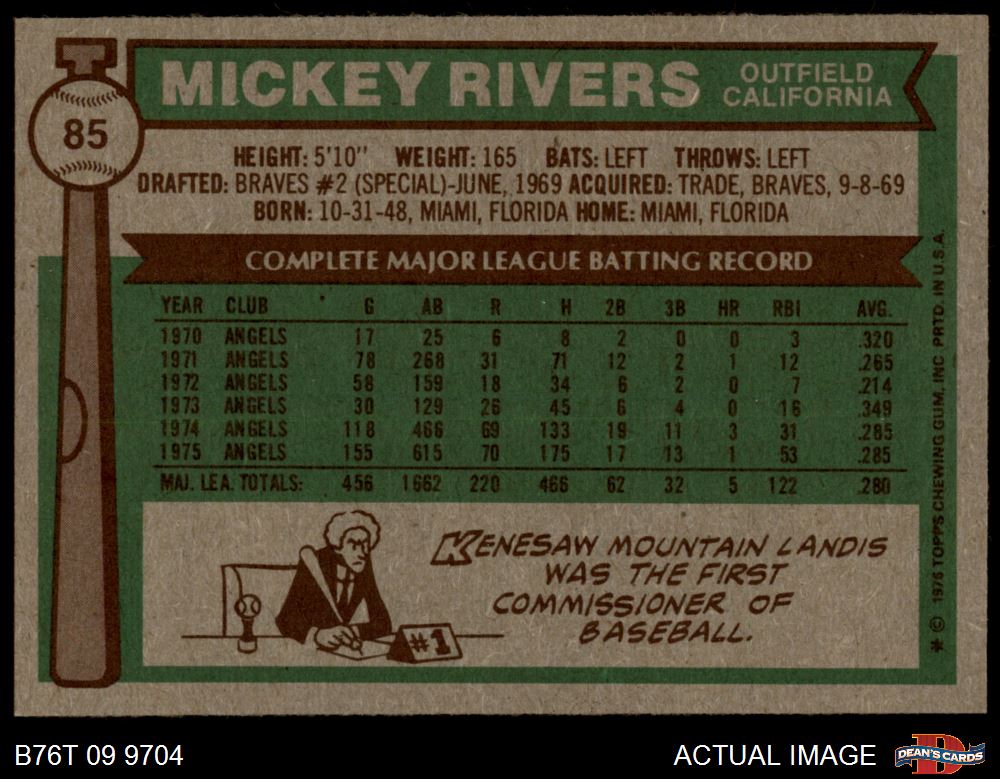 MICKEY RIVERS
OUTFIELD
CALIFORNIA
85
HEIGHT: 5'10" WEIGHT: 165 BATS: LEFT THROWS: LEFT
DRAFTED: BRAVES #2 (SPECIAL)-JUNE, 1969 ACQUIRED: TRADE, BRAVES, 9-8-69
BORN: 10-31-48, MIAMI, FLORIDA HOME: MIAMI, FLORIDA
COMPLETE MAJOR LEAGUE BATTING RECORD
YEAR CLUB G AB R H 2B 3B HR RBI AVG.
1970 ANGELS 17 25 6 8 2 0 0 3 .320
1971 ANGELS 78 268 31 71 12 2 1 12 .265
1972 ANGELS 58 159 18 34 6 2 0 7 .214
1973 ANGELS 30 129 26 45 6 4 0 16 .349
1974 ANGELS 118 466 69 133 19 11 3 31 .285
1975 ANGELS 155 615 70 175 17 13 1 53 .285
MAJ. LEA. TOTALS: 456 1662 220 466 62 32 5 122 .280
KENESAW MOUNTAIN LANDIS
WAS THE FIRST
COMMISSIONER OF
BASEBALL.
#1
* © 1976 TOPPS CHEWING GUM, INC PRTD. IN U.S.A.
B76T 09 9704
ACTUAL IMAGE
DEAN'S CARDS